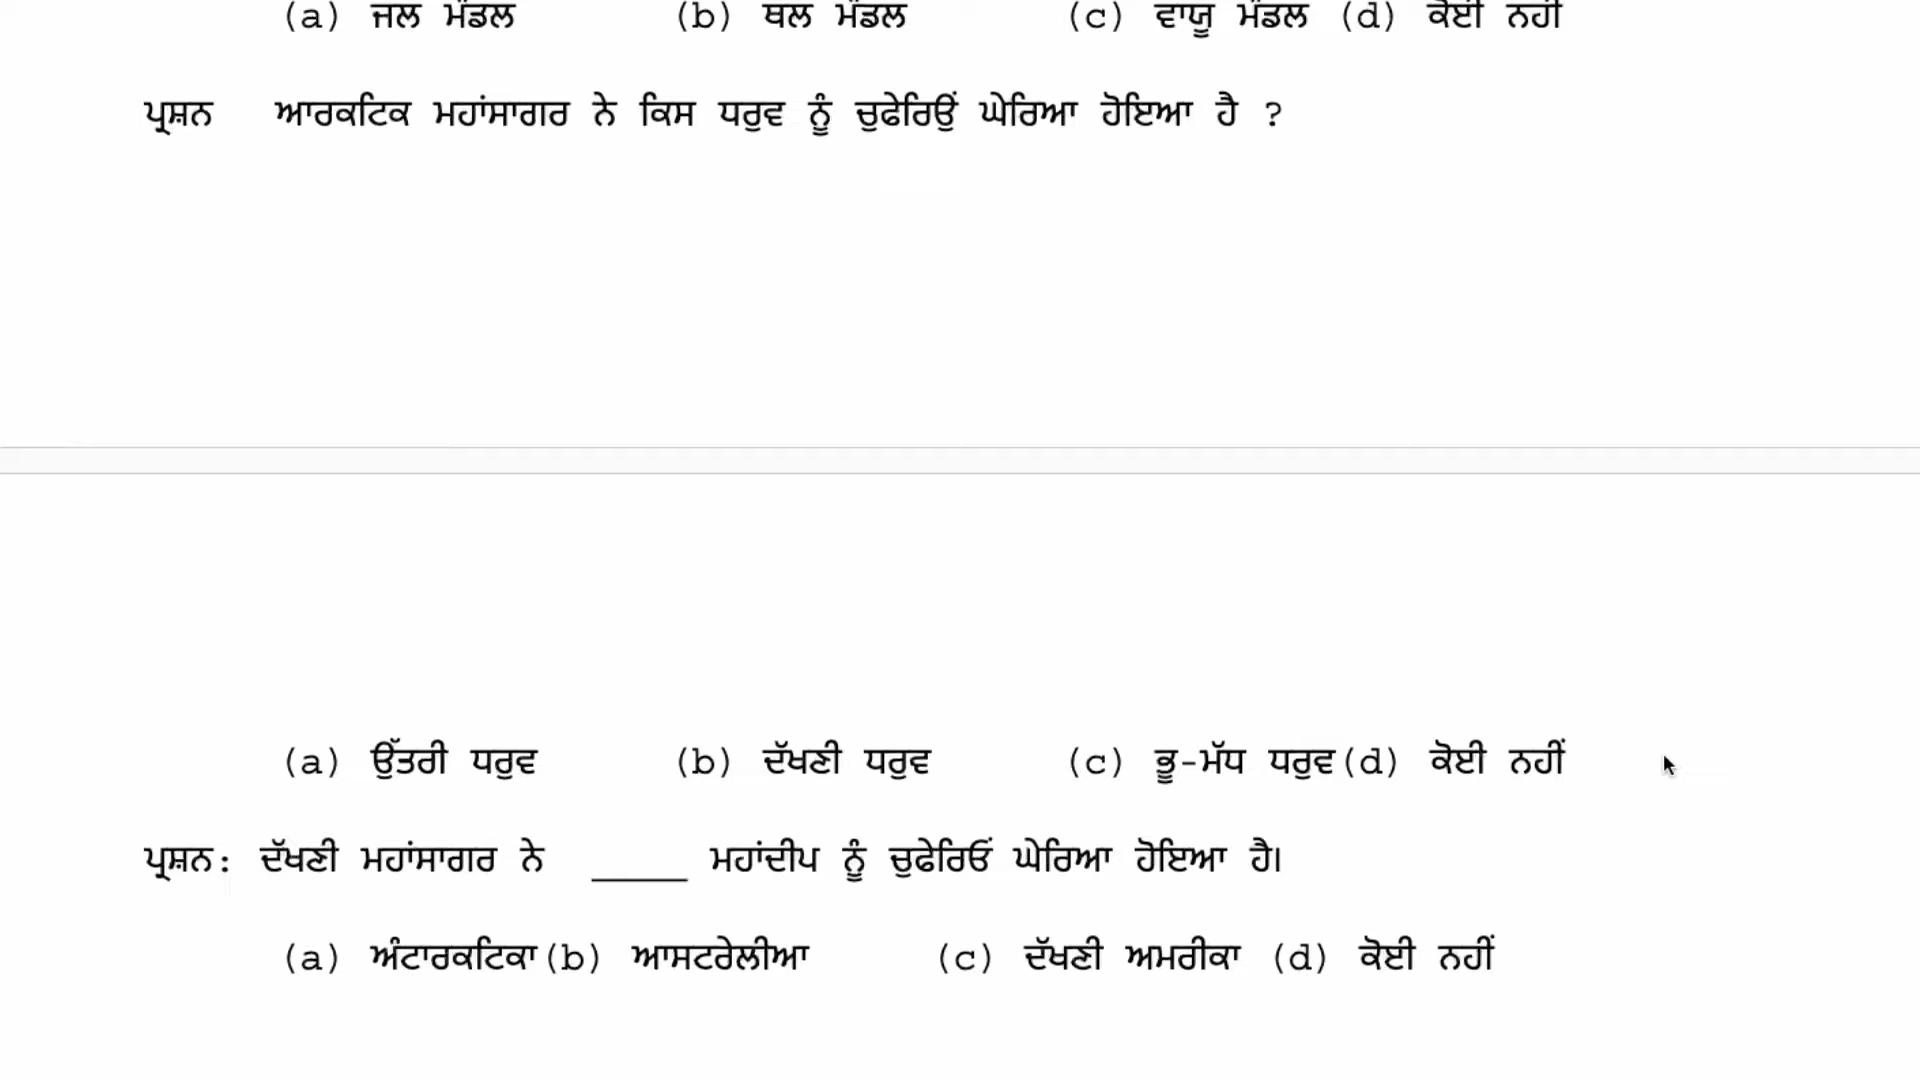 (a) ਜਲ ਮੰਡਲ (b) ਥਲ ਮੰਡਲ (c) ਵਾਯੂ ਮੰਡਲ (d) ਕੋਈ ਨਹੀਂ
ਪ੍ਰਸ਼ਨ ਆਰਕਟਿਕ ਮਹਾਂਸਾਗਰ ਨੇ ਕਿਸ ਧਰੁਵ ਨੂੰ ਚੁਫੇਰਿਉਂ ਘੇਰਿਆ ਹੋਇਆ ਹੈ ?
(a) ਉੱਤਰੀ ਧਰੁਵ (b) ਦੱਖਣੀ ਧਰੁਵ (c) ਭੂ-ਮੱਧ ਧਰੁਵ(d) ਕੋਈ ਨਹੀਂ
ਪ੍ਰਸ਼ਨ: ਦੱਖਣੀ ਮਹਾਂਸਾਗਰ ਨੇ _____ ਮਹਾਂਦੀਪ ਨੂੰ ਚੁਫੇਰਿਓਂ ਘੇਰਿਆ ਹੋਇਆ ਹੈ।
(a) ਅੰਟਾਰਕਟਿਕਾ(b) ਆਸਟਰੇਲੀਆ (c) ਦੱਖਣੀ ਅਮਰੀਕਾ (d) ਕੋਈ ਨਹੀਂ